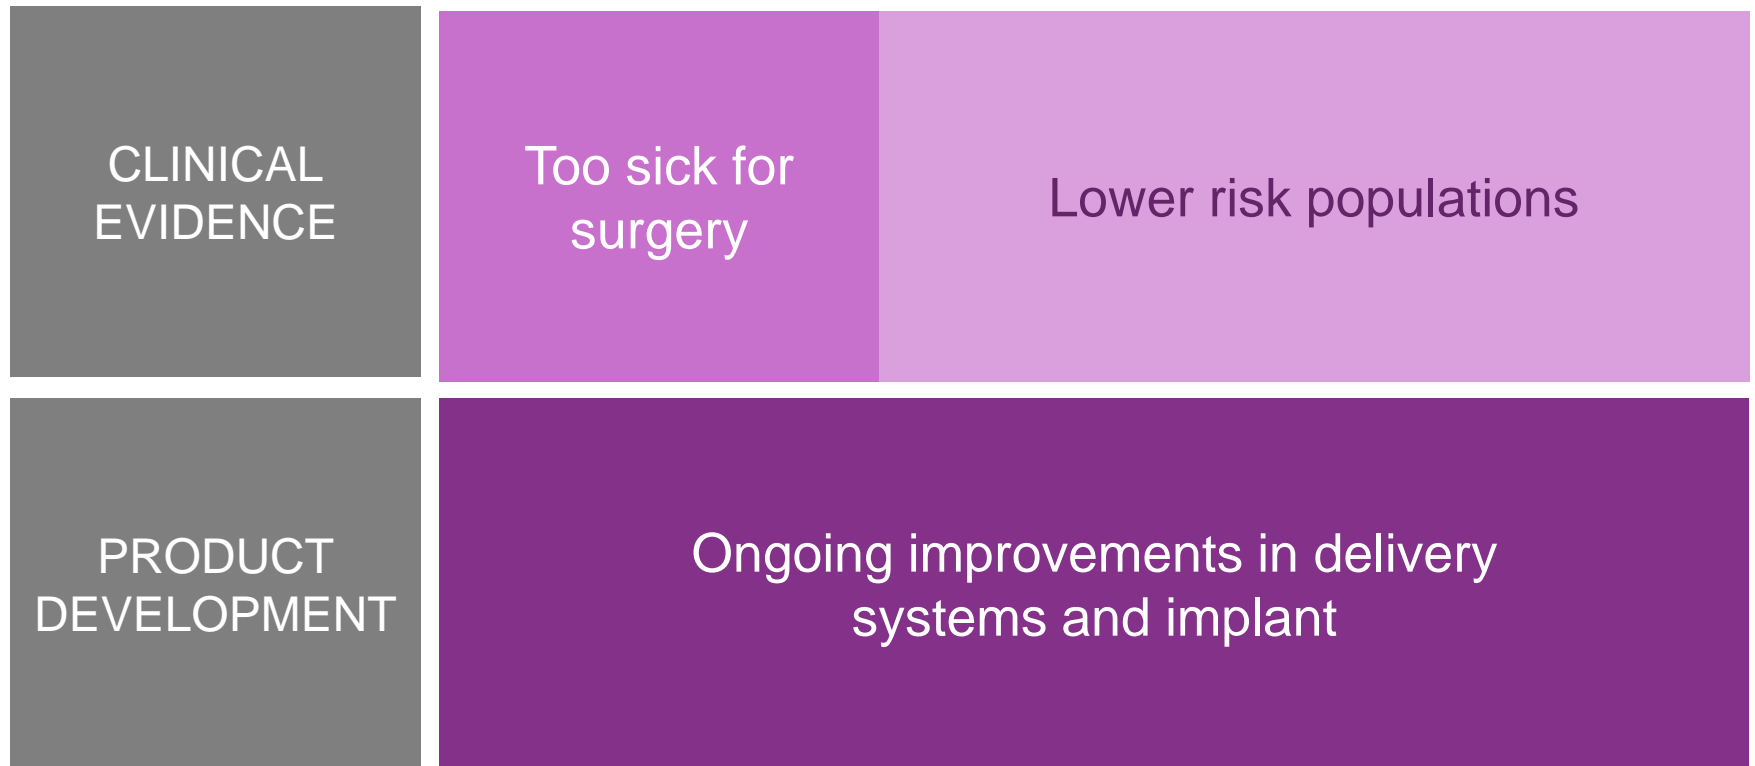 CLINICAL
EVIDENCE
Too sick for
surgery
Lower risk populations
PRODUCT
DEVELOPMENT
Ongoing improvements in delivery
systems and implant